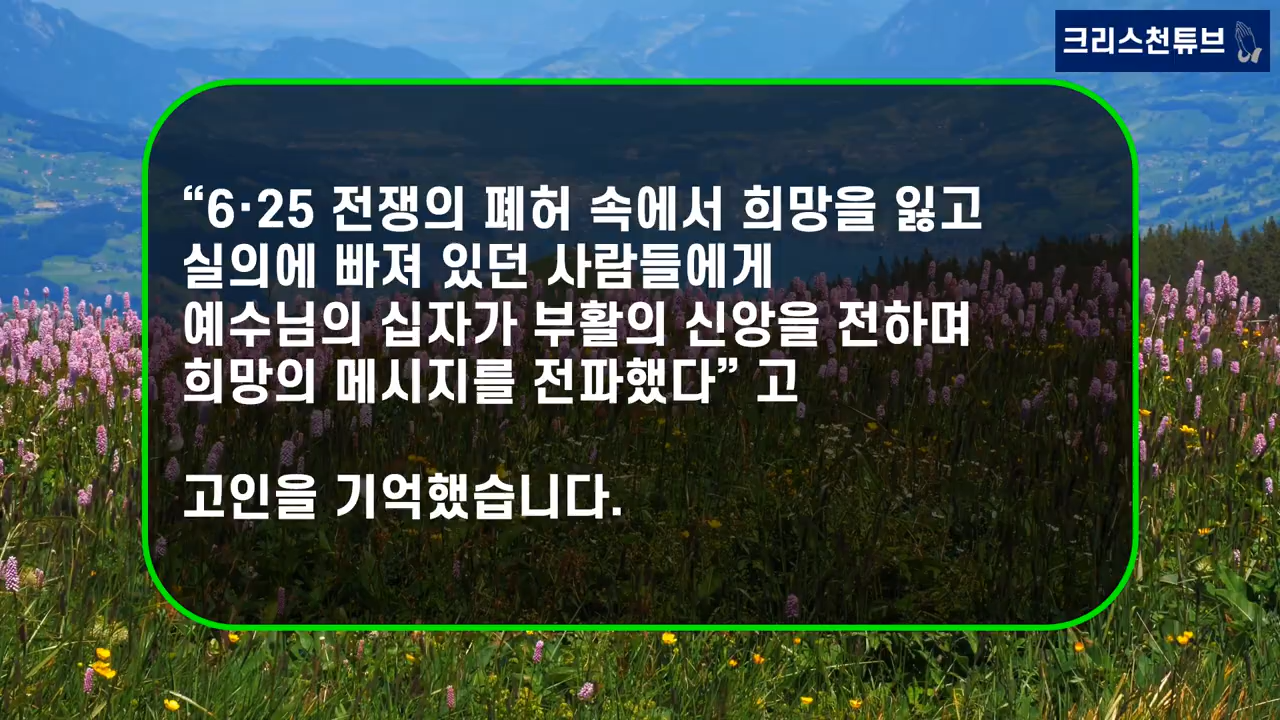 크리스천튜브
“6·25 전쟁의 폐허 속에서 희망을 잃고
실의에 빠져 있던 사람들에게
예수님의 십자가 부활의 신앙을 전하며
희망의 메시지를 전파했다” 고
고인을 기억했습니다.